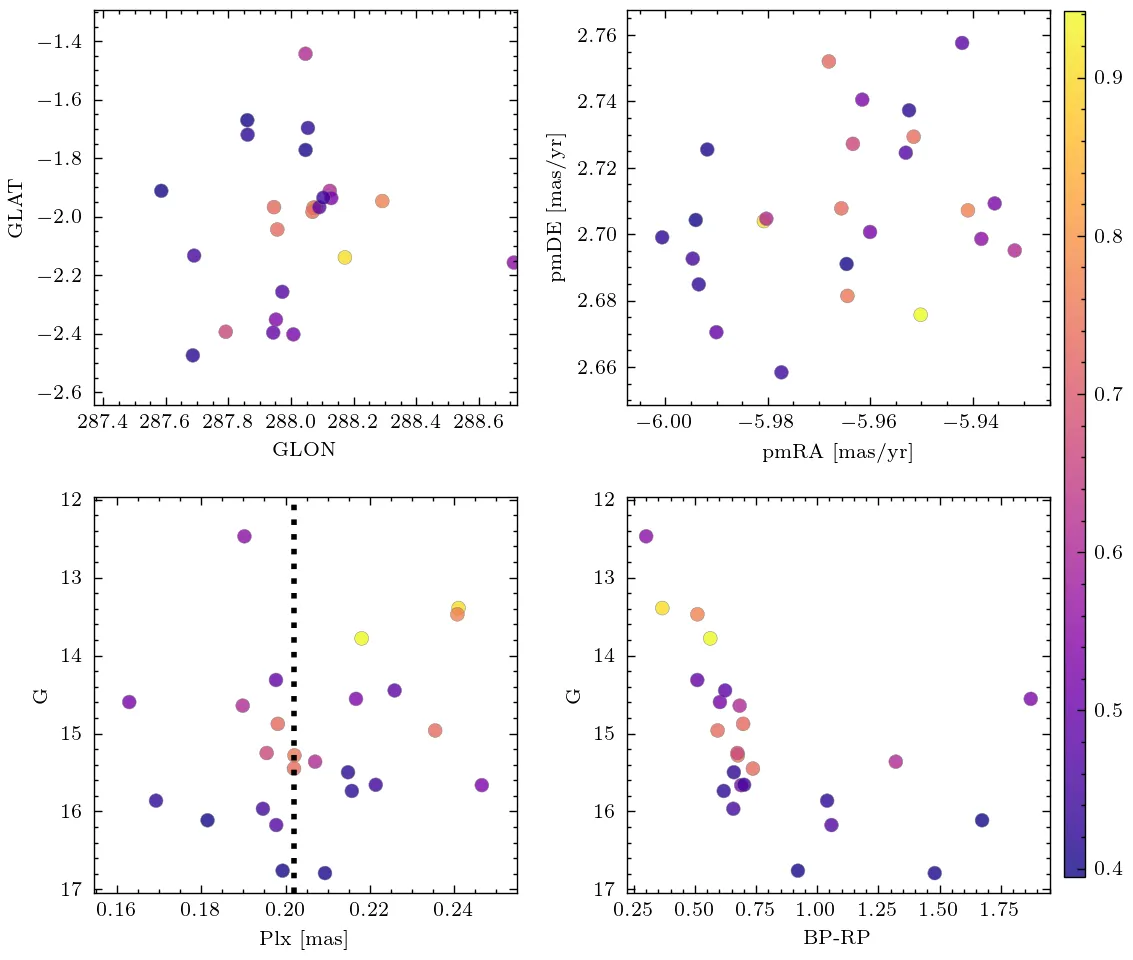 −1.4
−1.6
−1.8
−2.0
−2.2
−2.4
−2.6
GLAT
287.4 287.6 287.8 288.0 288.2 288.4 288.6
GLON
2.76
2.74
2.72
2.70
2.68
2.66
pmDE [mas/yr]
−6.00 −5.98 −5.96 −5.94
pmRA [mas/yr]
0.9
0.8
0.7
0.6
0.5
0.4
12
13
14
15
16
17
G
0.16 0.18 0.20 0.22 0.24
Plx [mas]
12
13
14
15
16
17
G
0.25 0.50 0.75 1.00 1.25 1.50 1.75
BP-RP